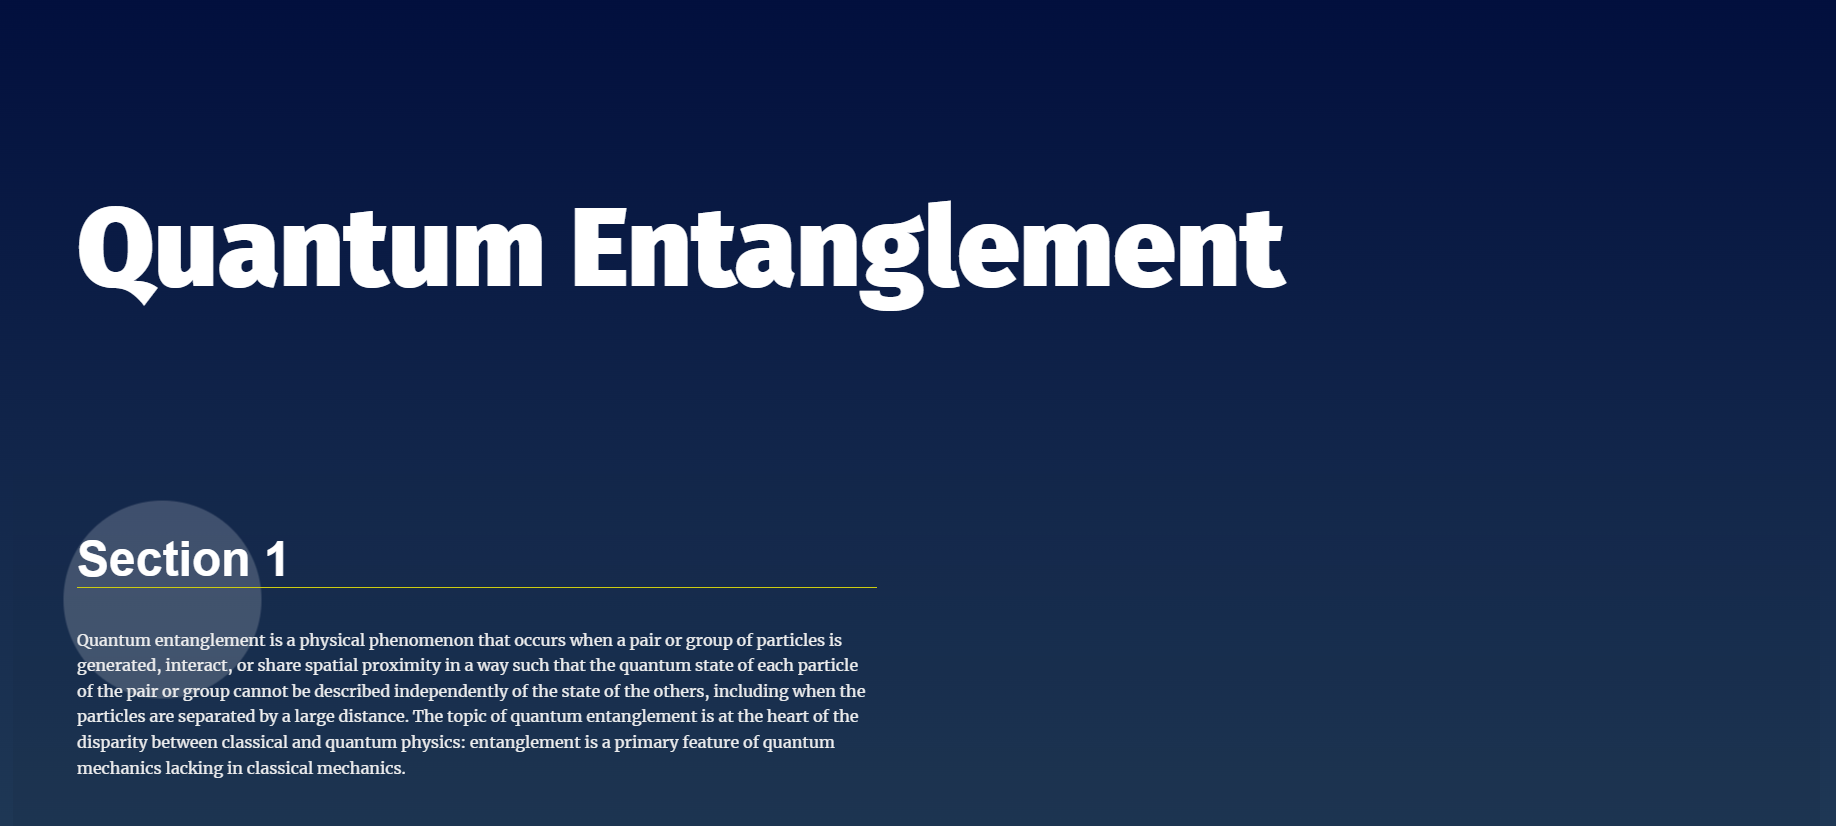 Quantum Entanglement
Section 1
Quantum entanglement is a physical phenomenon that occurs when a pair or group of particles is
generated, interact, or share spatial proximity in a way such that the quantum state of each particle
of the pair or group cannot be described independently of the state of the others, including when the
particles are separated by a large distance. The topic of quantum entanglement is at the heart of the
disparity between classical and quantum physics: entanglement is a primary feature of quantum
mechanics lacking in classical mechanics.